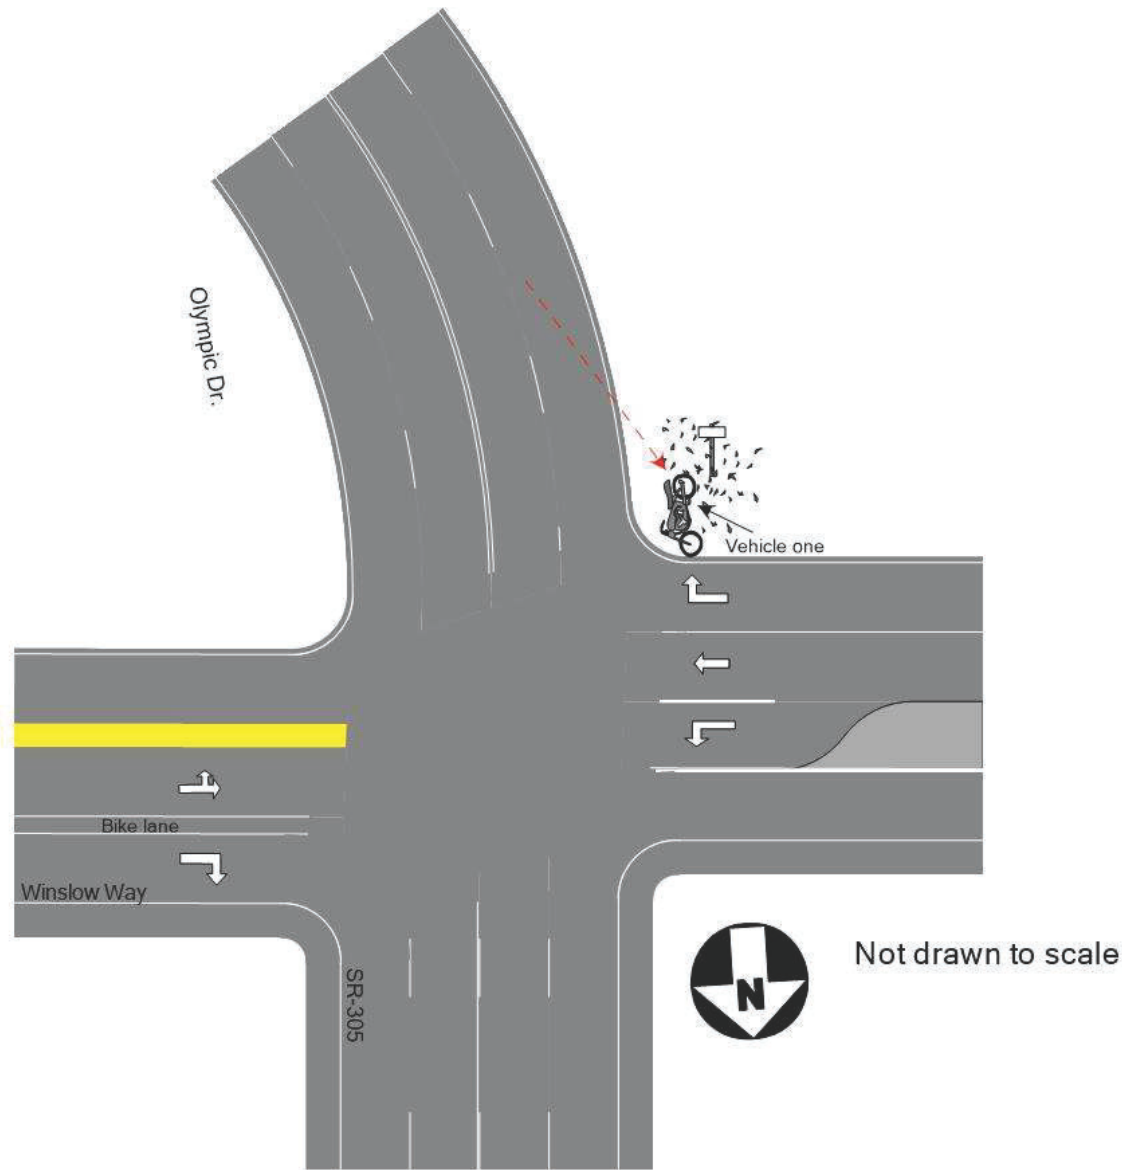 Olympic Dr.
Vehicle one
Bike lane
Winslow Way
SR-305
N
Not drawn to scale